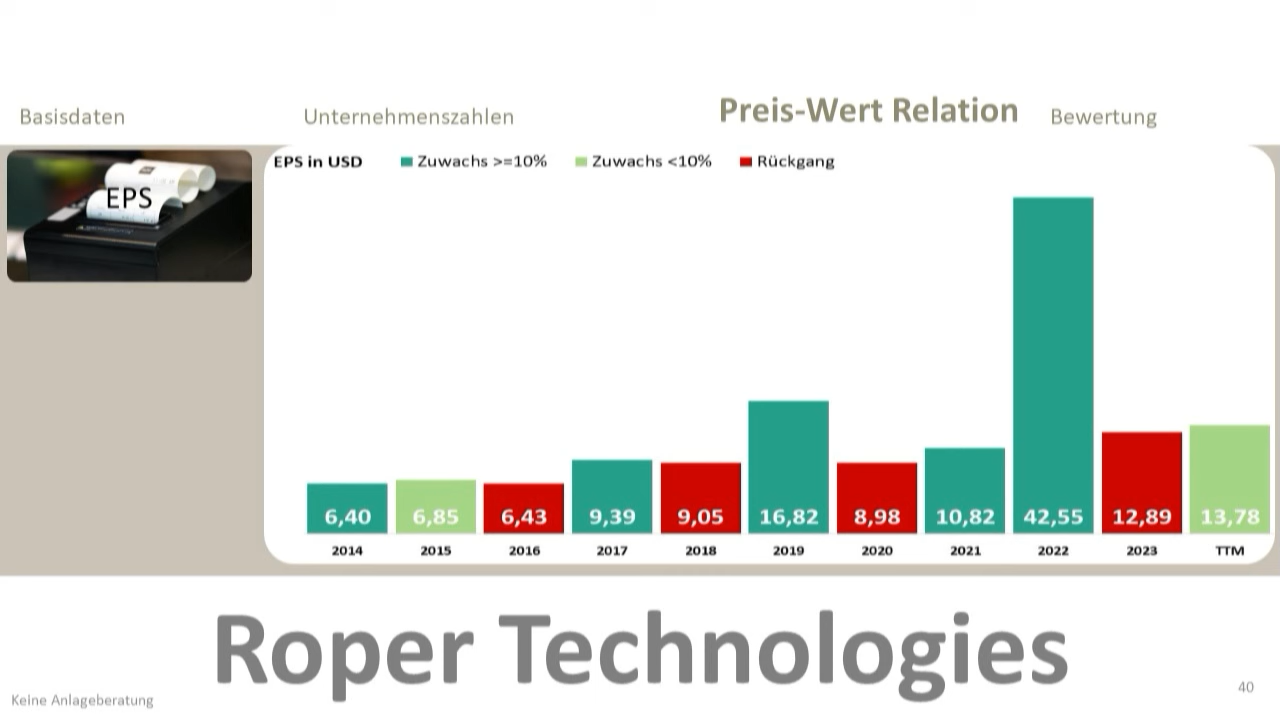 Basisdaten Unternehmenszahlen Preis-Wert Relation Bewertung
EPS
EPS in USD Zuwachs >=10% Zuwachs <10% Rückgang
6,40 6,85 6,43 9,39 9,05 16,82 8,98 10,82 42,55 12,89 13,78
2014 2015 2016 2017 2018 2019 2020 2021 2022 2023 TTM
Roper Technologies
Keine Anlageberatung
40